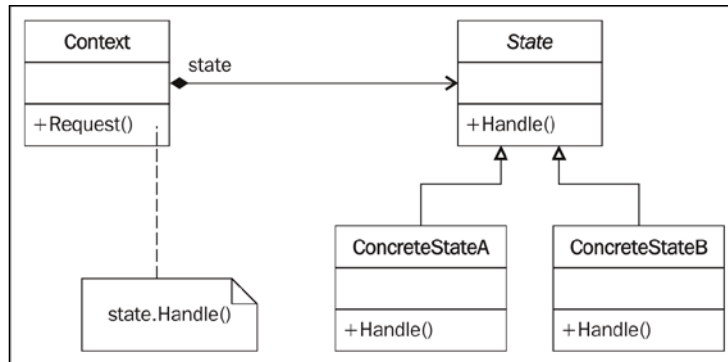 Context
State
state
+Request()
+Handle()
ConcreteStateA
ConcreteStateB
state.Handle()
+Handle()
+Handle()